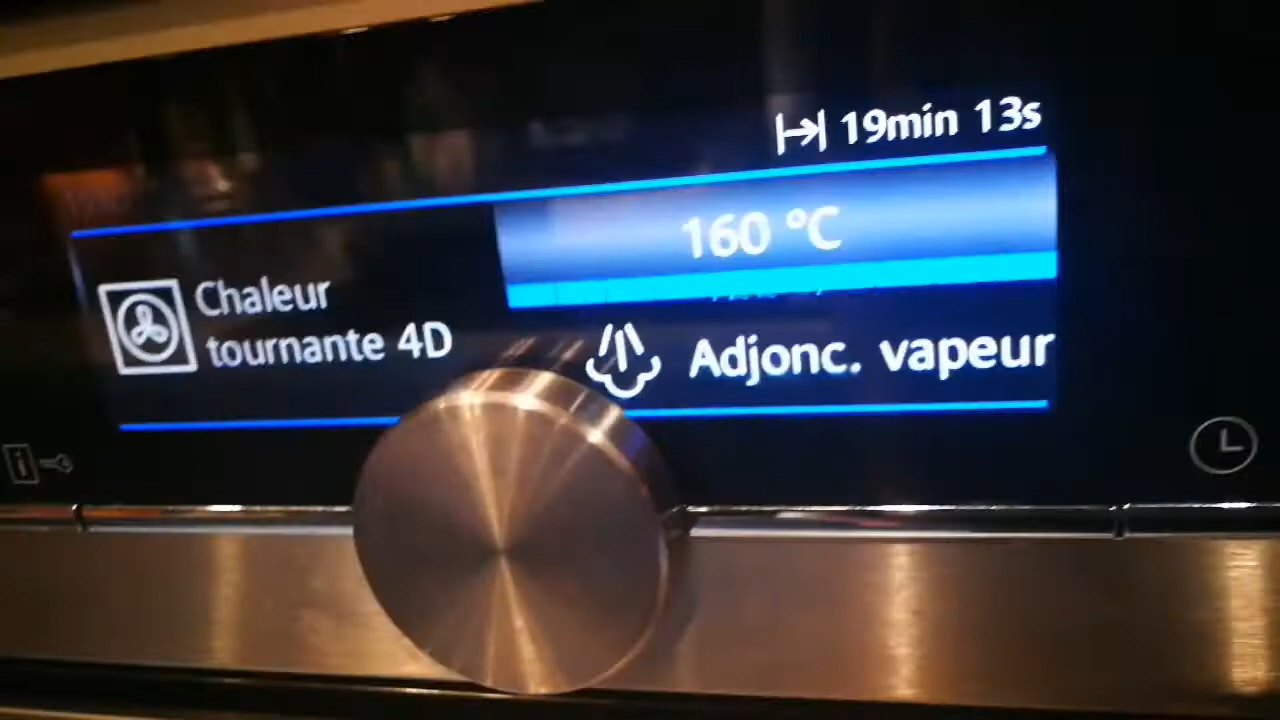 19min 13s
160 °C
Chaleur
tournante 4D
Adjonc. vapeur
i